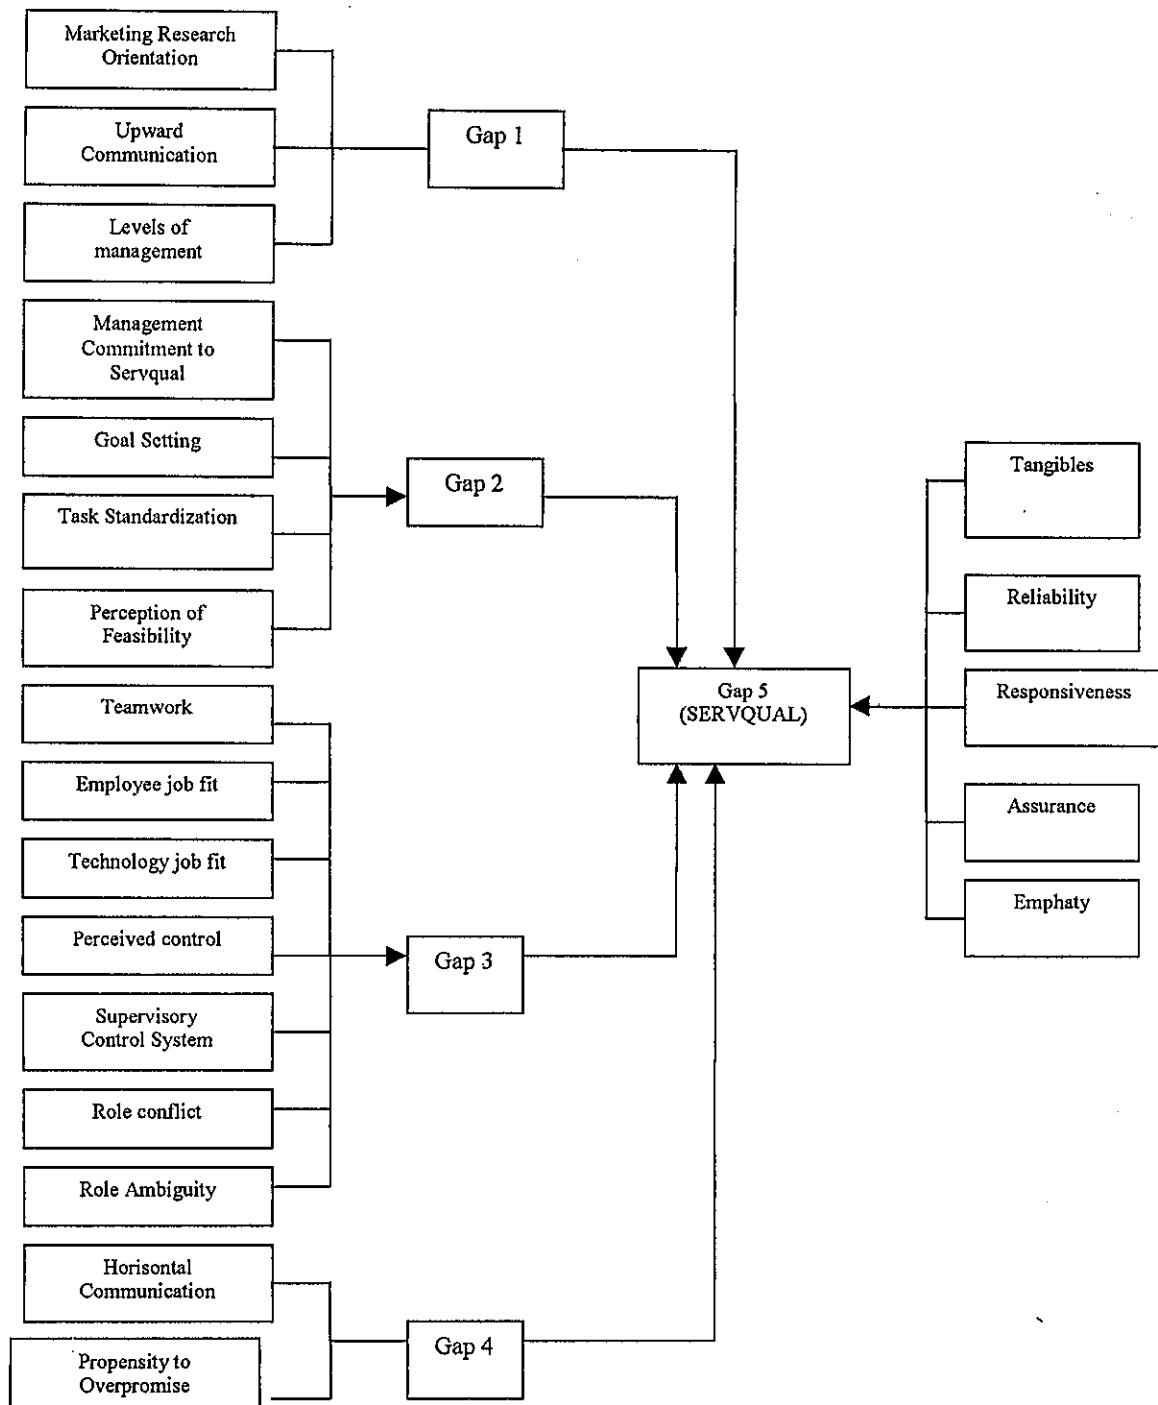 Marketing Research
Orientation
Upward
Communication
Levels of
management
Gap 1
Management
Commitment to
Servqual
Goal Setting
Task Standardization
Perception of
Feasibility
Gap 2
Teamwork
Employee job fit
Technology job fit
Perceived control
Supervisory
Control System
Role conflict
Role Ambiguity
Gap 3
Horisontal
Communication
Propensity to
Overpromise
Gap 4
Gap 5
(SERVQUAL)
Tangibles
Reliability
Responsiveness
Assurance
Emphaty